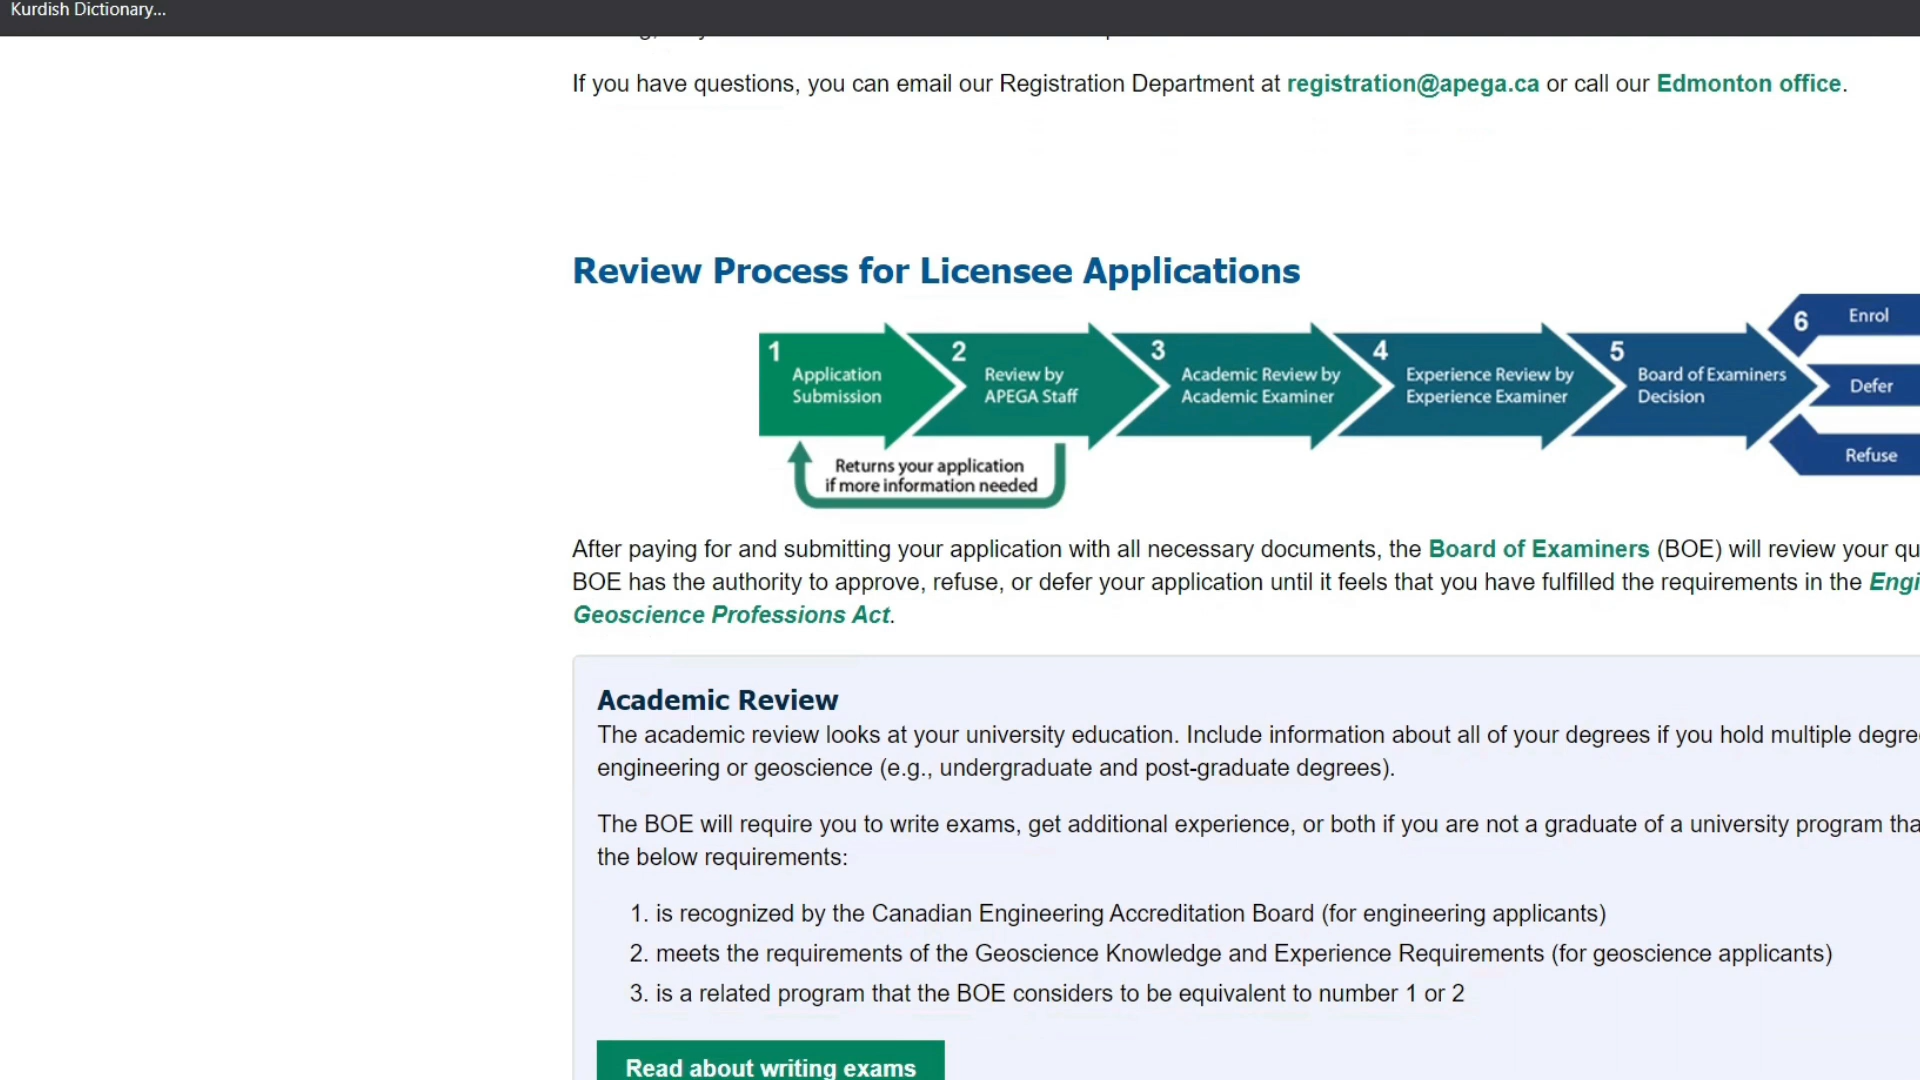 Kurdish Dictionary...
If you have questions, you can email our Registration Department at registration@apega.ca or call our Edmonton office.
Review Process for Licensee Applications
1
Application
Submission
2
Review by
APEGA Staff
3
Academic Review by
Academic Examiner
4
Experience Review by
Experience Examiner
5
Board of Examiners
Decision
6
Enrol
Defer
Refuse
Returns your application
if more information needed
After paying for and submitting your application with all necessary documents, the Board of Examiners (BOE) will review your qu
BOE has the authority to approve, refuse, or defer your application until it feels that you have fulfilled the requirements in the Engi
Geoscience Professions Act.
Academic Review
The academic review looks at your university education. Include information about all of your degrees if you hold multiple degre
engineering or geoscience (e.g., undergraduate and post-graduate degrees).
The BOE will require you to write exams, get additional experience, or both if you are not a graduate of a university program tha
the below requirements:
1. is recognized by the Canadian Engineering Accreditation Board (for engineering applicants)
2. meets the requirements of the Geoscience Knowledge and Experience Requirements (for geoscience applicants)
3. is a related program that the BOE considers to be equivalent to number 1 or 2
Read about writing exams